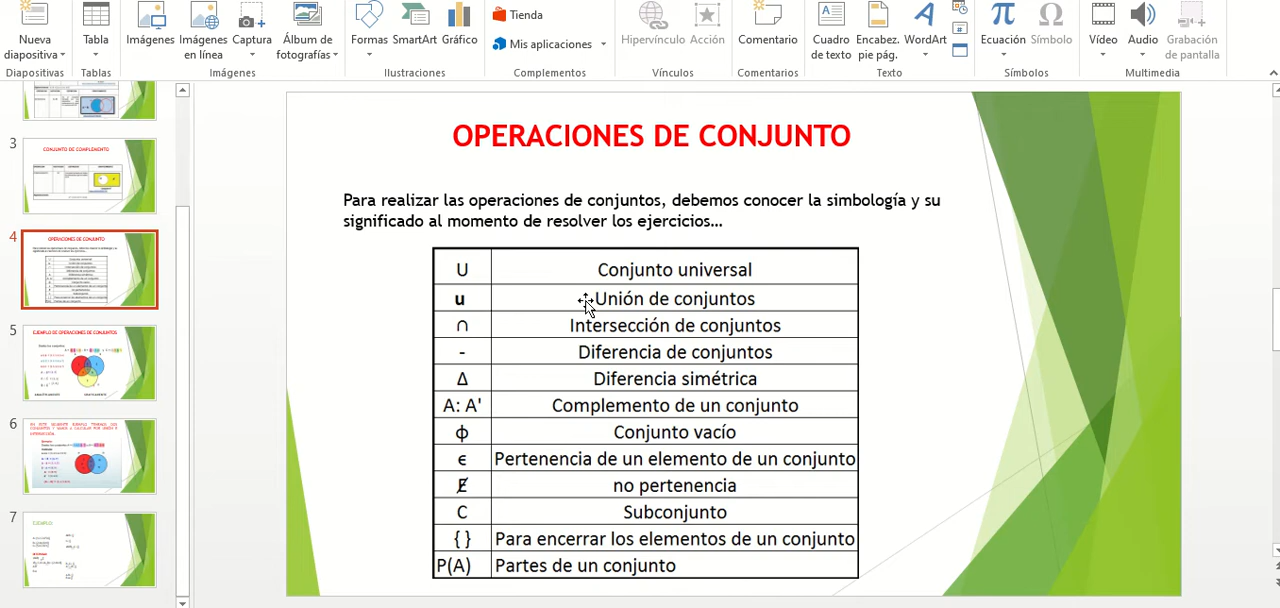 Nueva diapositiva
Tabla
Imágenes
Imágenes en línea
Captura
Álbum de fotografías
Formas
SmartArt
Gráfico
Tienda
Mis aplicaciones
Hipervínculo
Acción
Comentario
Cuadro de texto
Encabez. pie pág.
WordArt
Ecuación
Símbolo
Vídeo
Audio
Grabación de pantalla
Diapositivas
Tablas
Imágenes
Ilustraciones
Complementos
Vínculos
Comentarios
Texto
Símbolos
Multimedia
3
CONJUNTO DE COMPLEMENTO
4
OPERACIONES DE CONJUNTO
5
EJEMPLO DE OPERACIONES DE CONJUNTOS
6
7
EJEMPLO:
OPERACIONES DE CONJUNTO
Para realizar las operaciones de conjuntos, debemos conocer la simbología y su
significado al momento de resolver los ejercicios...
U Conjunto universal
u Unión de conjuntos
∩ Intersección de conjuntos
- Diferencia de conjuntos
Δ Diferencia simétrica
A: A' Complemento de un conjunto
ф Conjunto vacío
ϵ Pertenencia de un elemento de un conjunto
ɇ no pertenencia
C Subconjunto
{ } Para encerrar los elementos de un conjunto
P(A) Partes de un conjunto